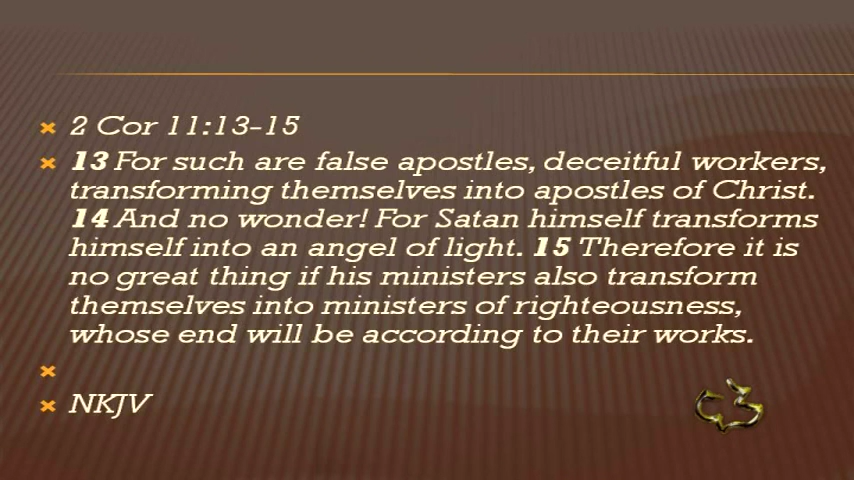 2 Cor 11:13-15
13 For such are false apostles, deceitful workers,
transforming themselves into apostles of Christ.
14 And no wonder! For Satan himself transforms
himself into an angel of light. 15 Therefore it is
no great thing if his ministers also transform
themselves into ministers of righteousness,
whose end will be according to their works.
NKJV
C3